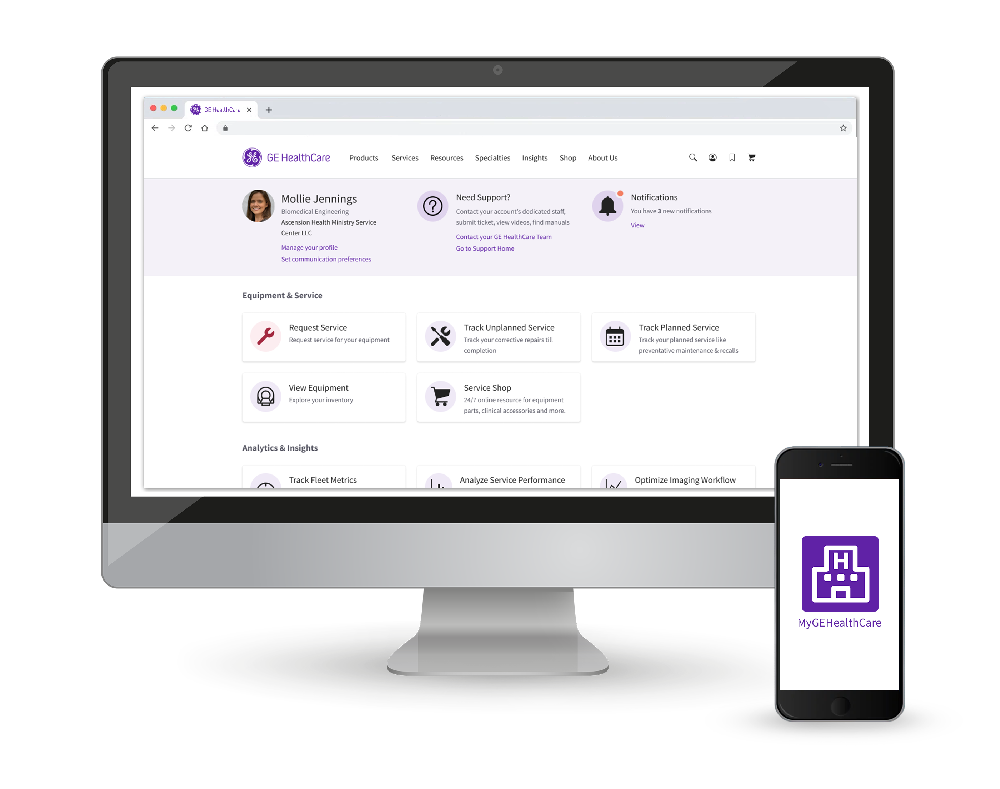 GE HealthCare
GE HealthCare
Products
Services
Resources
Specialties
Insights
Shop
About Us
Mollie Jennings
Biomedical Engineering
Ascension Health Ministry Service
Center LLC
Manage your profile
Set communication preferences
Need Support?
Contact your account's dedicated staff,
submit ticket, view videos, find manuals
Contact your GE HealthCare Team
Go to Support Home
Notifications
You have 3 new notifications
View
Equipment & Service
Request Service
Request service for your equipment
Track Unplanned Service
Track your corrective repairs till
completion
Track Planned Service
Track your planned service like
preventative maintenance & recalls
View Equipment
Explore your inventory
Service Shop
24/7 online resource for equipment
parts, clinical accessories and more.
Analytics & Insights
Track Fleet Metrics
Analyze Service Performance
Optimize Imaging Workflow
H
MyGEHealthCare